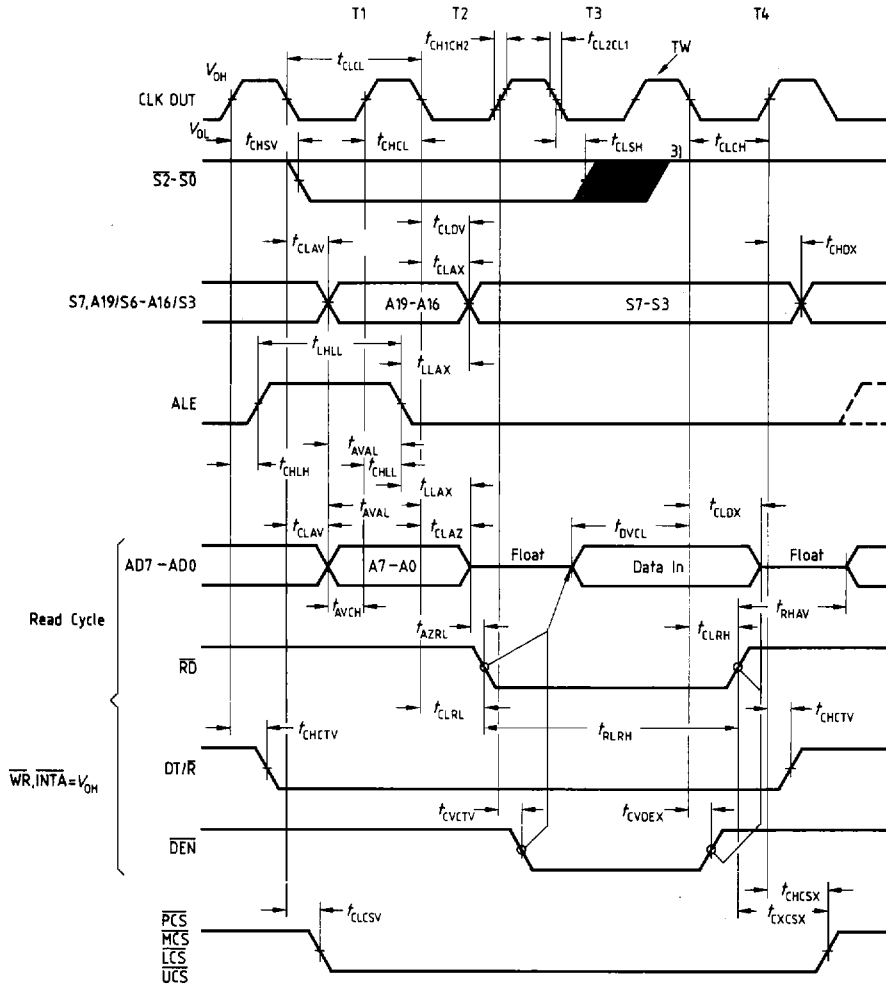 T1 T2 T3 T4
tCH1CH2 tCL2CL1
tCLCL TW
VOH
CLK OUT
VOL
tCHSV tCHCL tCLSH 3) tCLCH
S2-S0
tCLDV
tCLAV tCHDX
tCLAX
S7,A19/S6-A16/S3 A19-A16 S7-S3
tLHLL
tLLAX
ALE
tAVAL
tCHLH tCHLL
tLLAX
tAVAL tCLDX
tCLAV tCLAZ tDVCL
AD7-AD0 A7-A0 Float Data In Float
tAVCH tRHAV
Read Cycle
tAZRL tCLRH
RD
tCLRL
tCHCTV tRLRH tCHCTV
WR,INTA=VOH
DT/R
tCVCTV tCVDEX
DEN
tCHCSX
tCLCSV tCXCSX
PCS
MCS
LCS
UCS